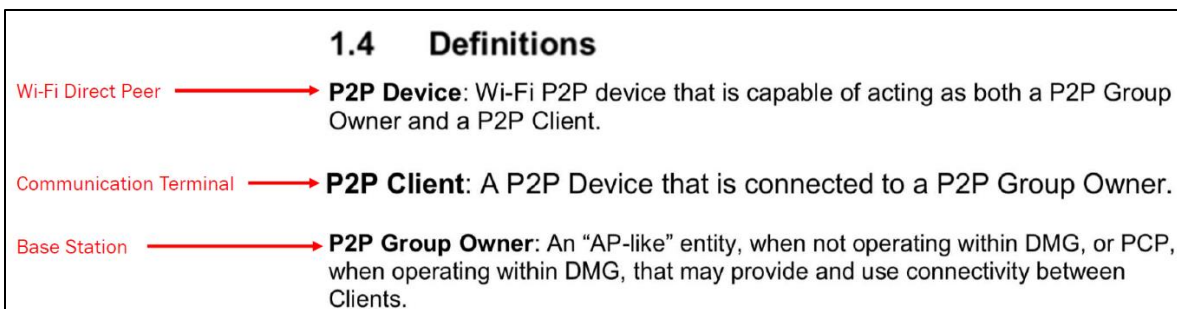 1.4 Definitions
Wi-Fi Direct Peer
P2P Device: Wi-Fi P2P device that is capable of acting as both a P2P Group
Owner and a P2P Client.
Communication Terminal
P2P Client: A P2P Device that is connected to a P2P Group Owner.
Base Station
P2P Group Owner: An “AP-like” entity, when not operating within DMG, or PCP,
when operating within DMG, that may provide and use connectivity between
Clients.